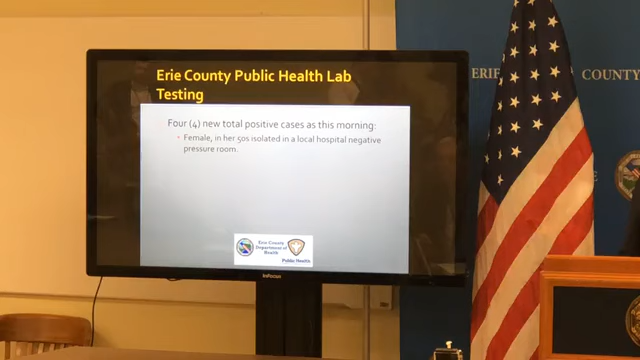 Erie County Public Health Lab
Testing
Four (4) new total positive cases as this morning:
• Female, in her 50s isolated in a local hospital negative
pressure room.
Erie County
Department of
Health
Public Health
InFocus
ERIE
COUNTY